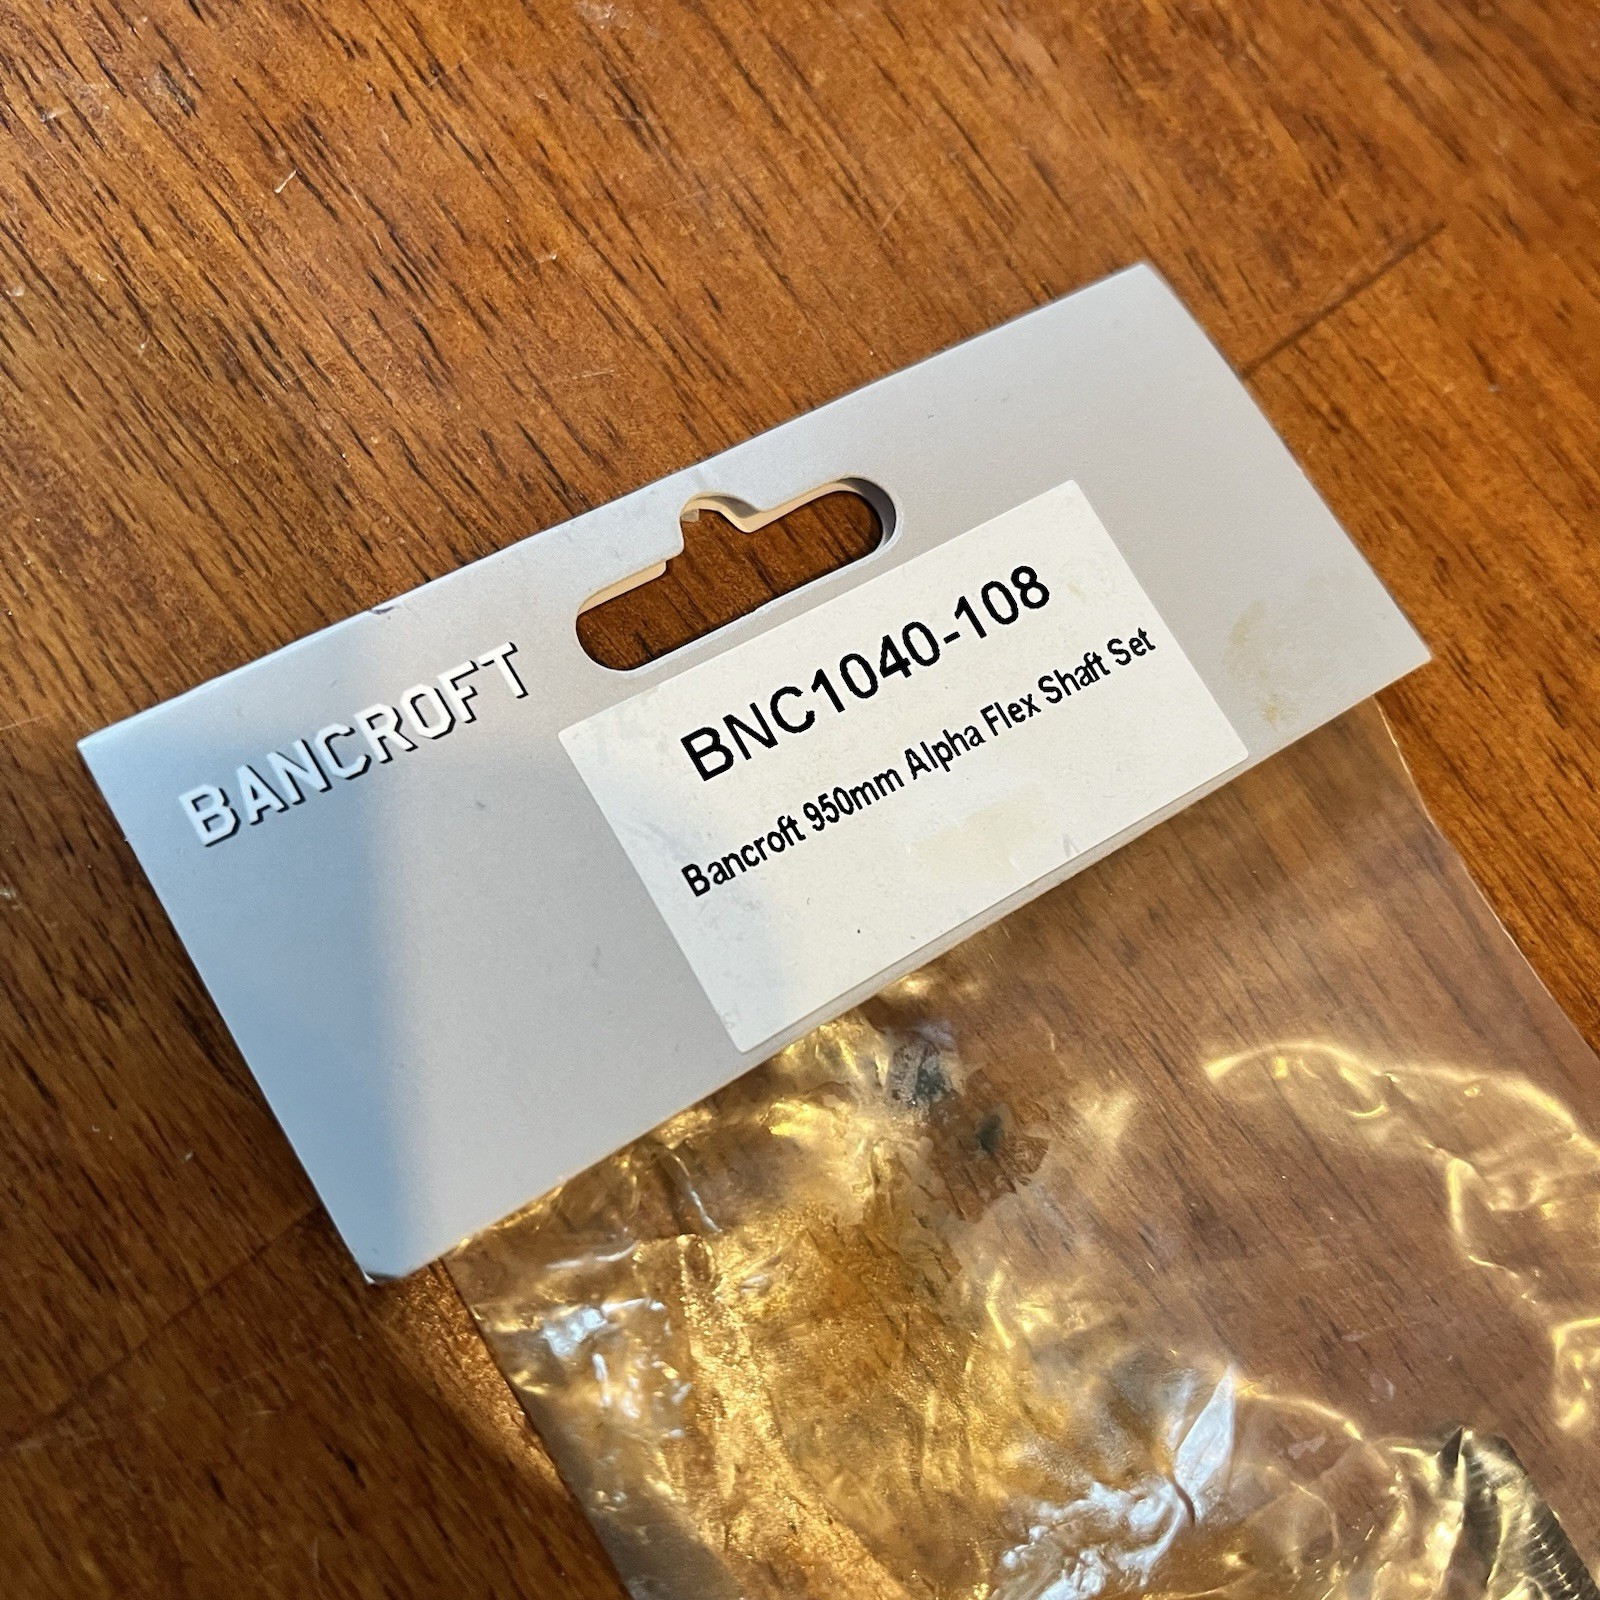 BANCROFT
BNC1040-108
Bancroft 950mm Alpha Flex Shaft Set